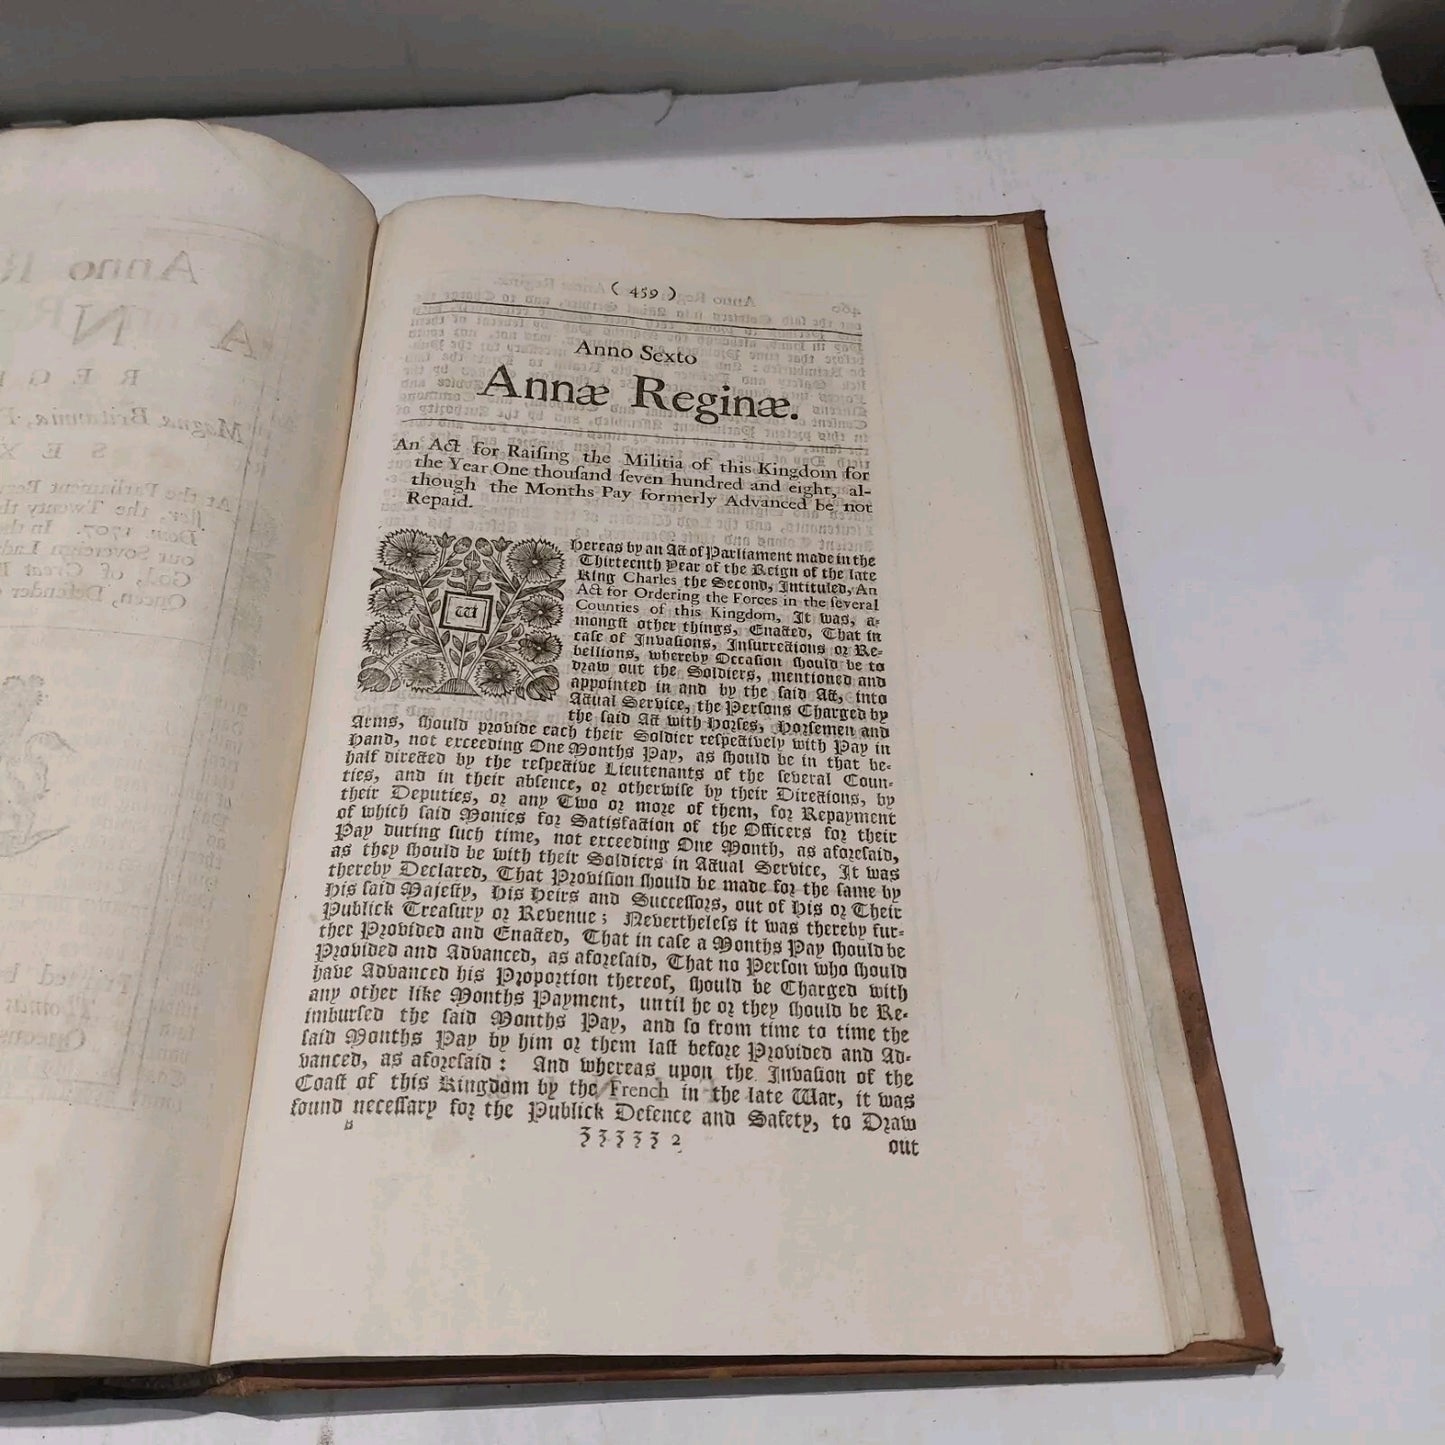 ( 459 )
Anno Sexto
Annæ Reginæ.
An Act for Raiſing the Militia of this Kingdom for
the Year One thouſand ſeven hundred and eight, al-
though the Months Pay formerly Advanced be not
Repaid.
Whereas by an Act of Parliament made in the
Thirteenth Year of the Reign of the late
King Charles the Second, Intituled, An
Act for Ordering the Forces in the ſeveral
Counties of this Kingdom, It was, a-
mongſt other things, Enacted, That in
caſe of Invaſions, Inſurrections or Re-
bellions, whereby Occaſion ſhould be to
draw out the Soldiers, mentioned and
appointed in and by the ſaid Act, into
Actual Service, the Perſons Charged by
the ſaid Act with Horſes, Horſemen and
Arms, ſhould provide each their Soldier reſpectively with Pay in
Hand, not exceeding One Months Pay, as ſhould be in that be-
half directed by the reſpective Lieutenants of the ſeveral Coun-
ties, and in their abſence, or otherwiſe by their Directions, by
their Deputies, or any Two or more of them, for Repayment
of which ſaid Monies for Satisfaction of the Officers for their
Pay during ſuch time, not exceeding One Month, as aforeſaid,
as they ſhould be with their Soldiers in Actual Service, It was
thereby Declared, That Proviſion ſhould be made for the ſame by
His ſaid Majeſty, His Heirs and Succeſſors, out of His or Their
Publick Treaſury or Revenue; Nevertheleſs it was thereby fur-
ther Provided and Enacted, That in caſe a Months Pay ſhould be
Provided and Advanced, as aforeſaid, That no Perſon who ſhould
have Advanced his Proportion thereof, ſhould be Charged with
any other like Months Payment, until he or they ſhould be Re-
imburſed the ſaid Months Pay, and ſo from time to time the
ſaid Months Pay by him or them laſt before Provided and Ad-
vanced, as aforeſaid: And whereas upon the Invaſion of the
Coaſt of this Kingdom by the French in the late War, it was
found neceſſary for the Publick Defence and Safety, to Draw
B
Zzzzz 2
out